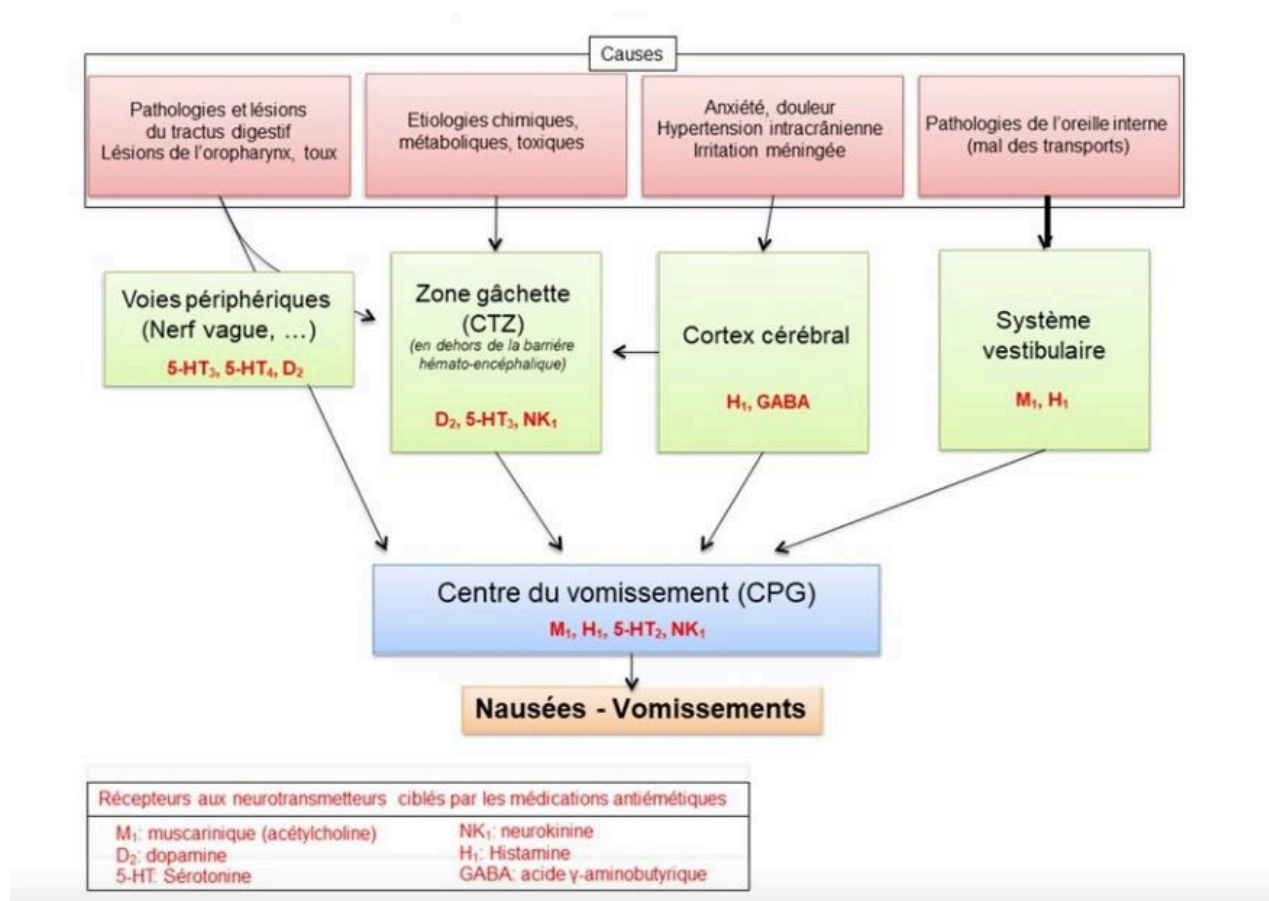 Causes
Pathologies et lésions
du tractus digestif
Lésions de l'oropharynx, toux
Etiologies chimiques,
métaboliques, toxiques
Anxiété, douleur
Hypertension intracrânienne
Irritation méningée
Pathologies de l'oreille interne
(mal des transports)
Voies périphériques
(Nerf vague, …)
5-HT₃, 5-HT₄, D₂
Zone gâchette
(CTZ)
(en dehors de la barrière
hémato-encéphalique)
D₂, 5-HT₃, NK₁
Cortex cérébral
H₁, GABA
Système
vestibulaire
M₁, H₁
Centre du vomissement (CPG)
M₁, H₁, 5-HT₂, NK₁
Nausées - Vomissements
Récepteurs aux neurotransmetteurs ciblés par les médications antiémétiques
M₁: muscarinique (acétylcholine)
D₂: dopamine
5-HT: Sérotonine
NK₁: neurokinine
H₁: Histamine
GABA: acide γ-aminobutyrique